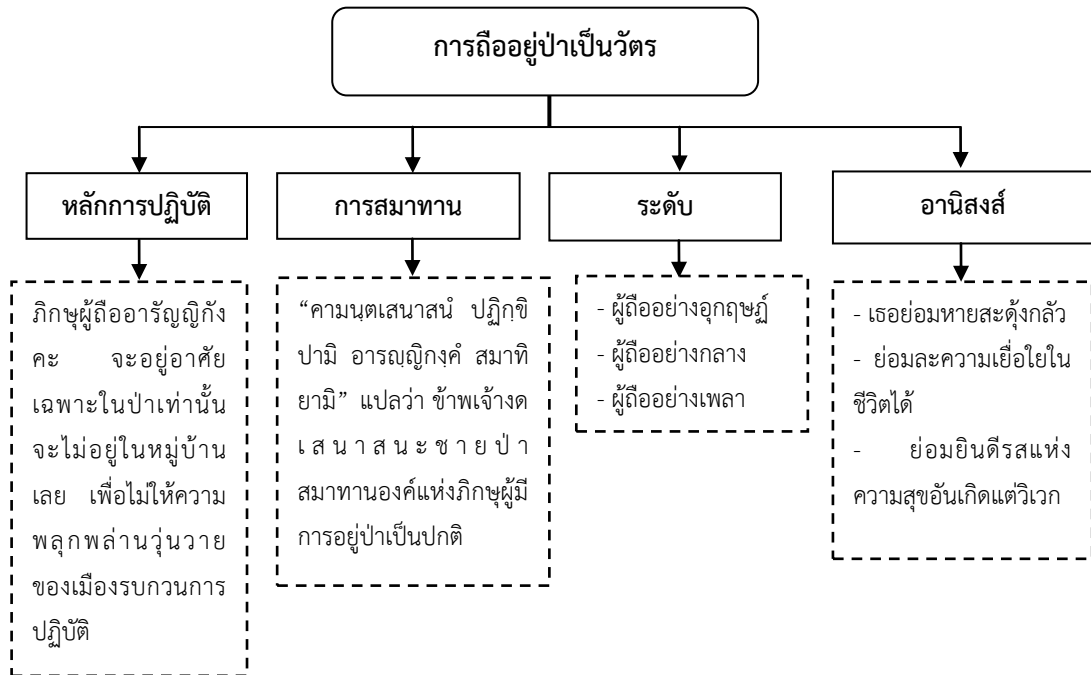 การถืออยู่ป่าเป็นวัตร
หลักการปฏิบัติ
ภิกษุผู้ถืออารัญญิกัง
คะ จะอยู่อาศัย
เฉพาะในป่าเท่านั้น
จะไม่อยู่ในหมู่บ้าน
เลย เพื่อไม่ให้ความ
พลุกพล่านวุ่นวาย
ของเมืองรบกวนการ
ปฏิบัติ
การสมาทาน
“คามนฺตเสนาสนํ ปฏิกฺขิ
ปามิ อารญฺญิกงฺคํ สมาทิ
ยามิ” แปลว่า ข้าพเจ้างด
เสนาสนะชายป่า
สมาทานองค์แห่งภิกษุผู้มี
การอยู่ป่าเป็นปกติ
ระดับ
- ผู้ถืออย่างอุกฤษฏ์
- ผู้ถืออย่างกลาง
- ผู้ถืออย่างเพลา
อานิสงส์
- เธอย่อมหายสะดุ้งกลัว
- ย่อมละความเยื่อใยใน
ชีวิตได้
- ย่อมยินดีรสแห่ง
ความสุขอันเกิดแต่วิเวก